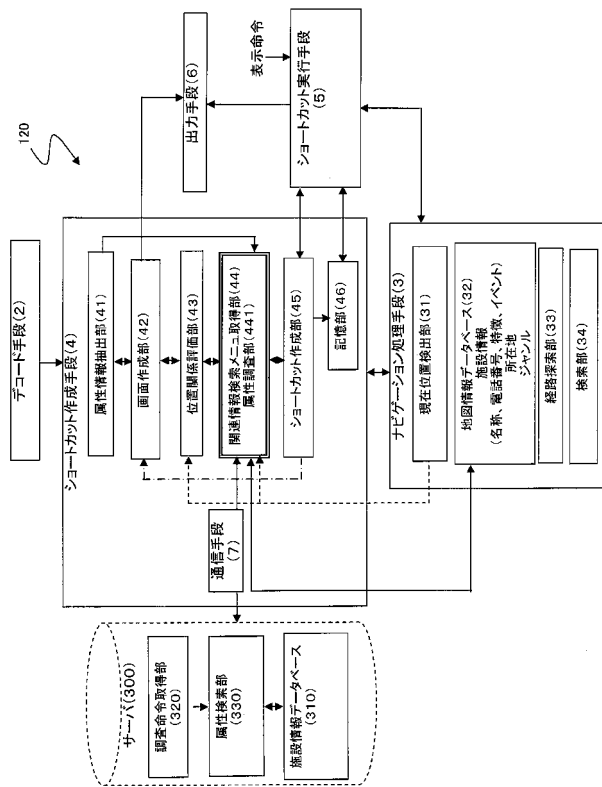 120
デコード手段(2)
ショートカット作成手段(4)
属性情報抽出部(41)
画面作成部(42)
位置関係評価部(43)
関連情報検索メニュ取得部(44)
属性調査部(441)
ショートカット作成部(45)
記憶部(46)
出力手段(6)
表示命令
ショートカット実行手段
(5)
通信手段
(7)
サーバ(300)
調査命令取得部
(320)
属性検索部
(330)
施設情報データベース
(310)
ナビゲーション処理手段(3)
現在位置検出部(31)
地図情報データベース(32)
施設情報
(名称、電話番号、特徴、イベント)
所在地
ジャンル
経路探索部(33)
検索部(34)